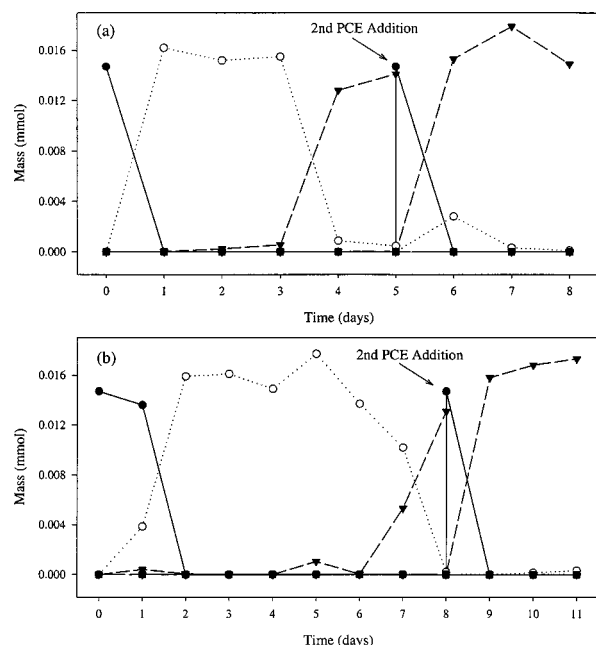 (a)
2nd PCE Addition
0.016
0.012
0.008
0.004
0.000
Mass (mmol)
0 1 2 3 4 5 6 7 8
Time (days)
(b)
2nd PCE Addition
0.016
0.012
0.008
0.004
0.000
Mass (mmol)
0 1 2 3 4 5 6 7 8 9 10 11
Time (days)